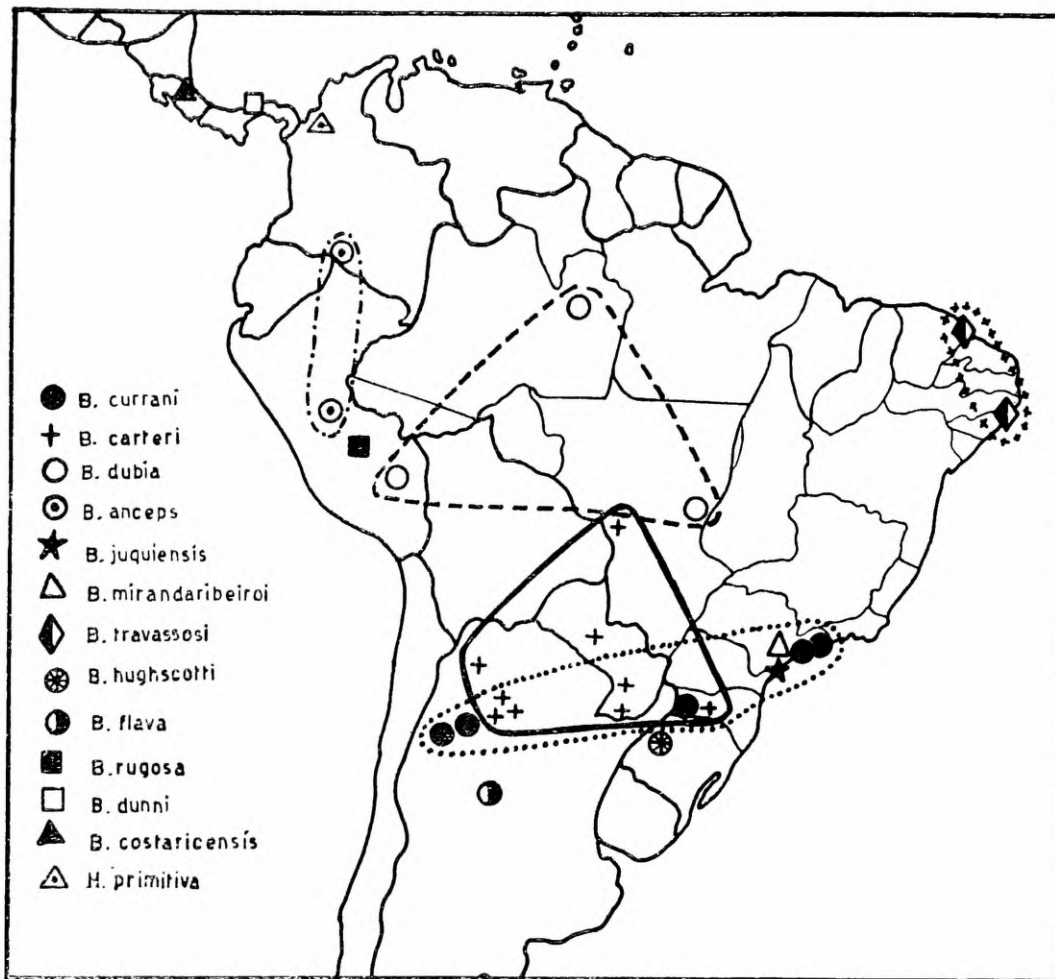 B. currani
B. carteri
B. dubia
B. anceps
B. juquiensis
B. mirandaribeiroi
B. travassosi
B. hughscotti
B. flava
B. rugosa
B. dunni
B. costaricensis
H. primitiva